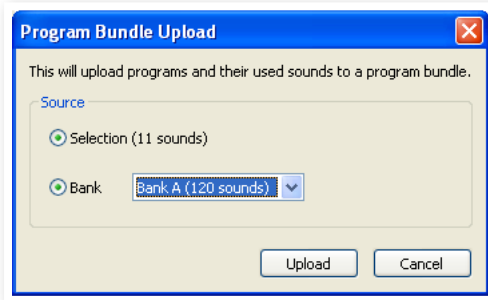 Program Bundle Upload
This will upload programs and their used sounds to a program bundle.
Source
Selection (11 sounds)
Bank Bank A (120 sounds)
Upload Cancel